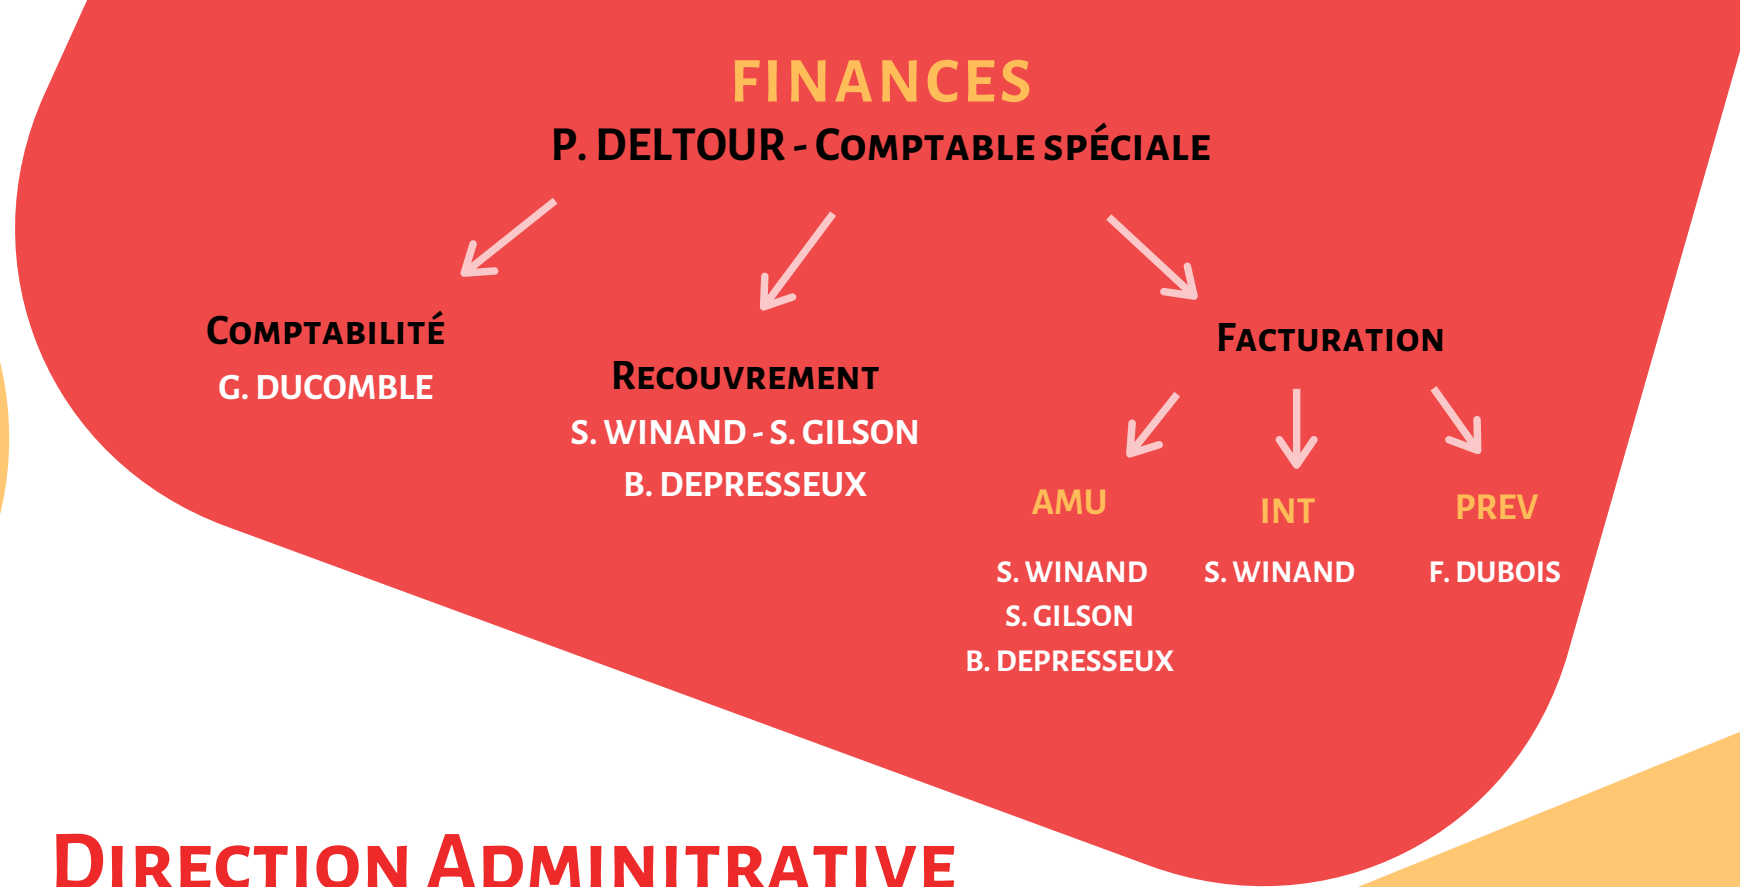 FINANCES
P. DELTOUR - Comptable spéciale
Comptabilité
G. DUCOMBLE
Recouvrement
S. WINAND - S. GILSON
B. DEPRESSEUX
Facturation
AMU
S. WINAND
S. GILSON
B. DEPRESSEUX
INT
S. WINAND
PREV
F. DUBOIS
Direction Adminitrative